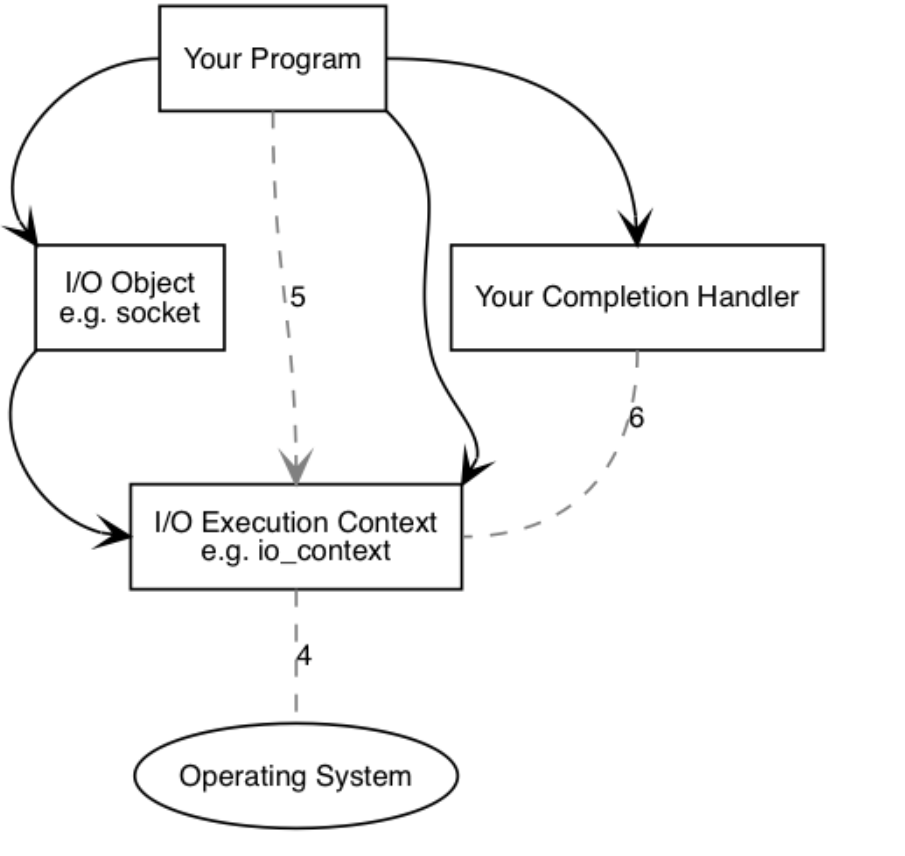 Your Program
I/O Object
e.g. socket
5
Your Completion Handler
6
I/O Execution Context
e.g. io_context
4
Operating System